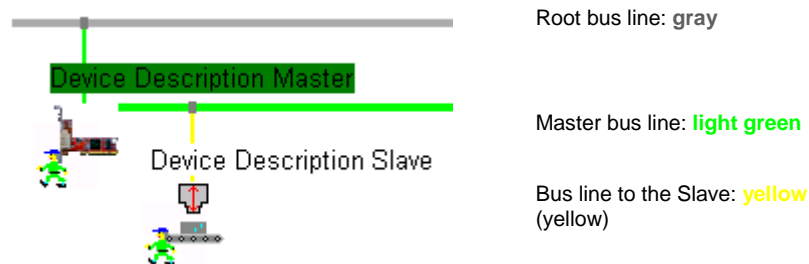 Root bus line: gray
Device Description Master
Master bus line: light green
Device Description Slave
Bus line to the Slave: yellow
(yellow)